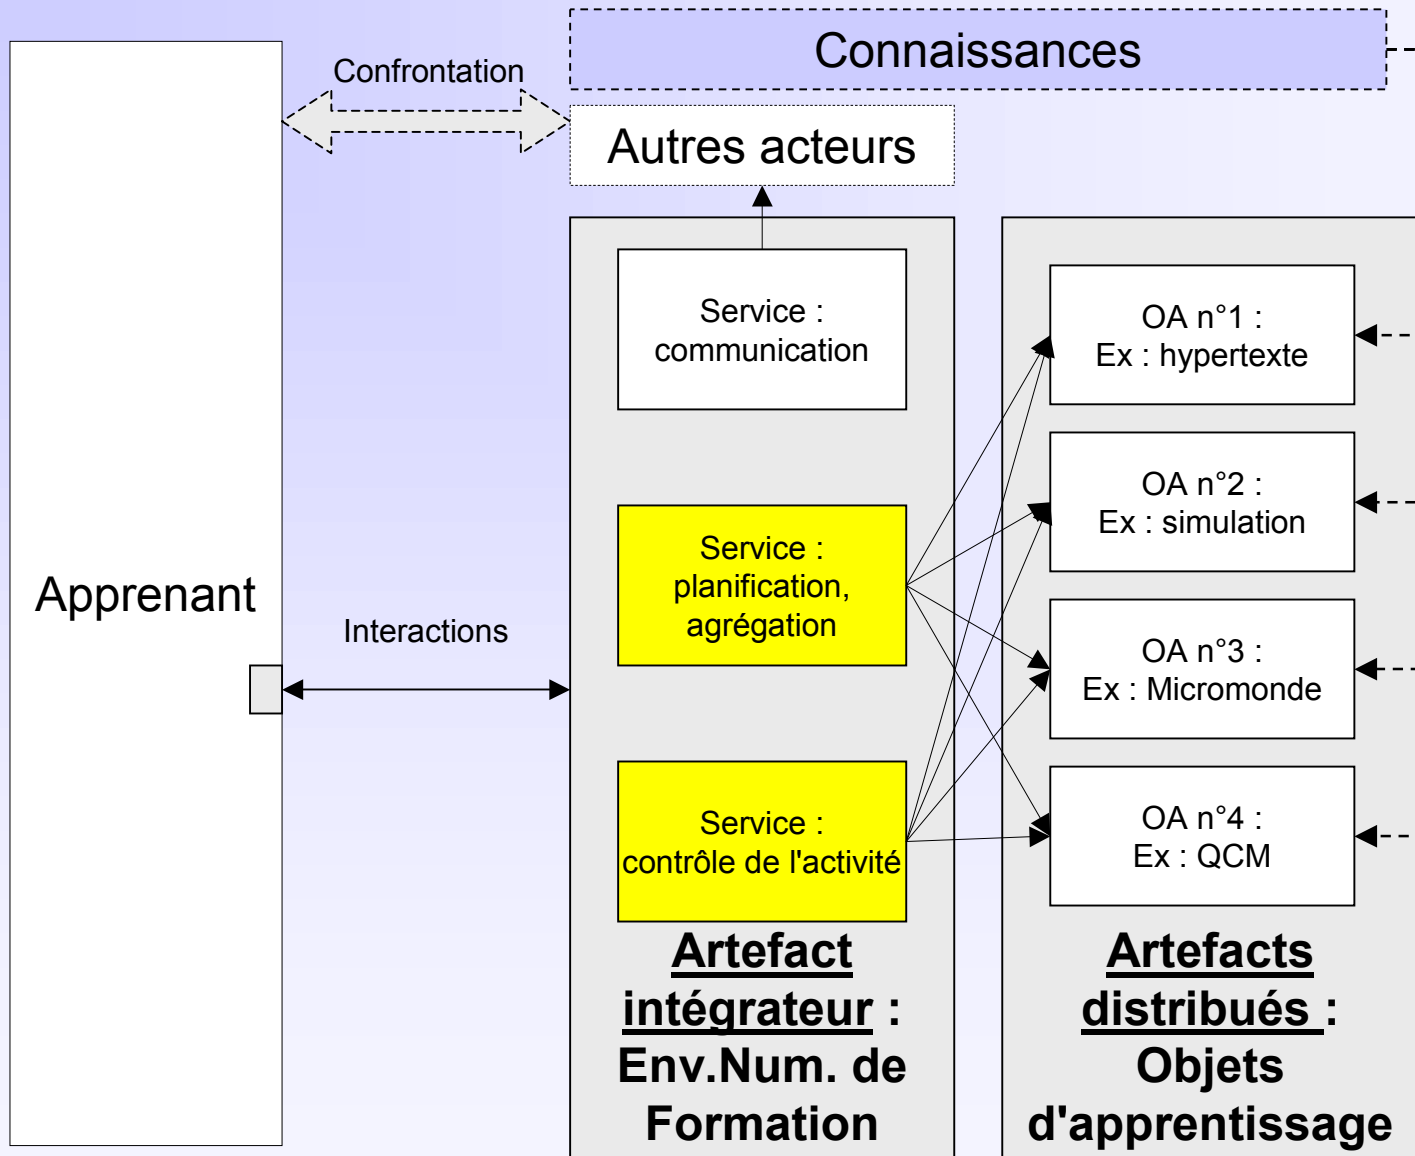 Connaissances
Confrontation
Autres acteurs
Apprenant
Interactions
Service :
communication
Service :
planification,
agrégation
Service :
contrôle de l'activité
Artefact
intégrateur :
Env.Num. de
Formation
OA n°1 :
Ex : hypertexte
OA n°2 :
Ex : simulation
OA n°3 :
Ex : Micromonde
OA n°4 :
Ex : QCM
Artefacts
distribués :
Objets
d'apprentissage